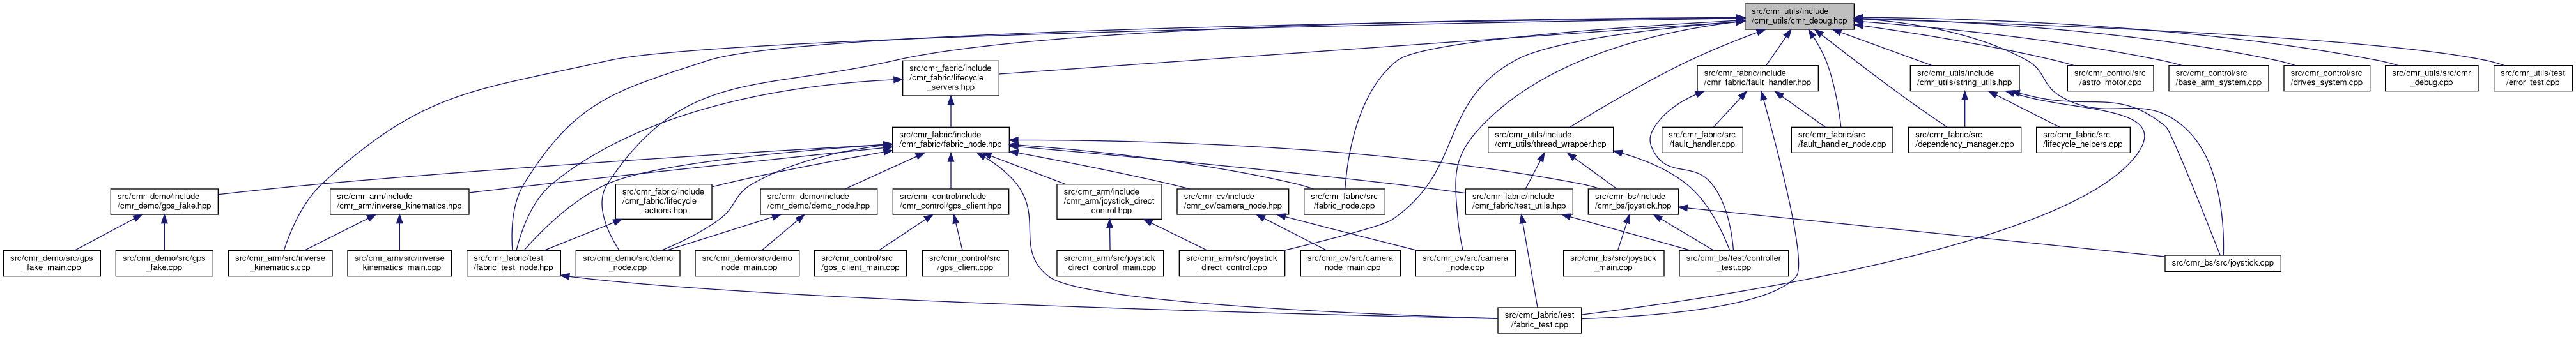 src/cmr_utils/include
/cmr_utils/cmr_debug.hpp
src/cmr_fabric/include
/cmr_fabric/lifecycle
_servers.hpp
src/cmr_fabric/include
/cmr_fabric/fault_handler.hpp
src/cmr_utils/include
/cmr_utils/string_utils.hpp
src/cmr_control/src
/astro_motor.cpp
src/cmr_control/src
/base_arm_system.cpp
src/cmr_control/src
/drives_system.cpp
src/cmr_utils/src/cmr
_debug.cpp
src/cmr_utils/test
/error_test.cpp
src/cmr_fabric/include
/cmr_fabric/fabric_node.hpp
src/cmr_utils/include
/cmr_utils/thread_wrapper.hpp
src/cmr_fabric/src
/fault_handler.cpp
src/cmr_fabric/src
/fault_handler_node.cpp
src/cmr_fabric/src
/dependency_manager.cpp
src/cmr_fabric/src
/lifecycle_helpers.cpp
src/cmr_demo/include
/cmr_demo/gps_fake.hpp
src/cmr_arm/include
/cmr_arm/inverse_kinematics.hpp
src/cmr_fabric/include
/cmr_fabric/lifecycle
_actions.hpp
src/cmr_demo/include
/cmr_demo/demo_node.hpp
src/cmr_control/include
/cmr_control/gps_client.hpp
src/cmr_arm/include
/cmr_arm/joystick_direct
_control.hpp
src/cmr_cv/include
/cmr_cv/camera_node.hpp
src/cmr_fabric/src
/fabric_node.cpp
src/cmr_fabric/include
/cmr_fabric/test_utils.hpp
src/cmr_bs/include
/cmr_bs/joystick.hpp
src/cmr_demo/src/gps
_fake_main.cpp
src/cmr_demo/src/gps
_fake.cpp
src/cmr_arm/src/inverse
_kinematics.cpp
src/cmr_arm/src/inverse
_kinematics_main.cpp
src/cmr_fabric/test
/fabric_test_node.hpp
src/cmr_demo/src/demo
_node.cpp
src/cmr_demo/src/demo
_node_main.cpp
src/cmr_control/src
/gps_client_main.cpp
src/cmr_control/src
/gps_client.cpp
src/cmr_arm/src/joystick
_direct_control_main.cpp
src/cmr_arm/src/joystick
_direct_control.cpp
src/cmr_cv/src/camera
_node_main.cpp
src/cmr_cv/src/camera
_node.cpp
src/cmr_bs/src/joystick
_main.cpp
src/cmr_bs/test/controller
_test.cpp
src/cmr_bs/src/joystick.cpp
src/cmr_fabric/test
/fabric_test.cpp